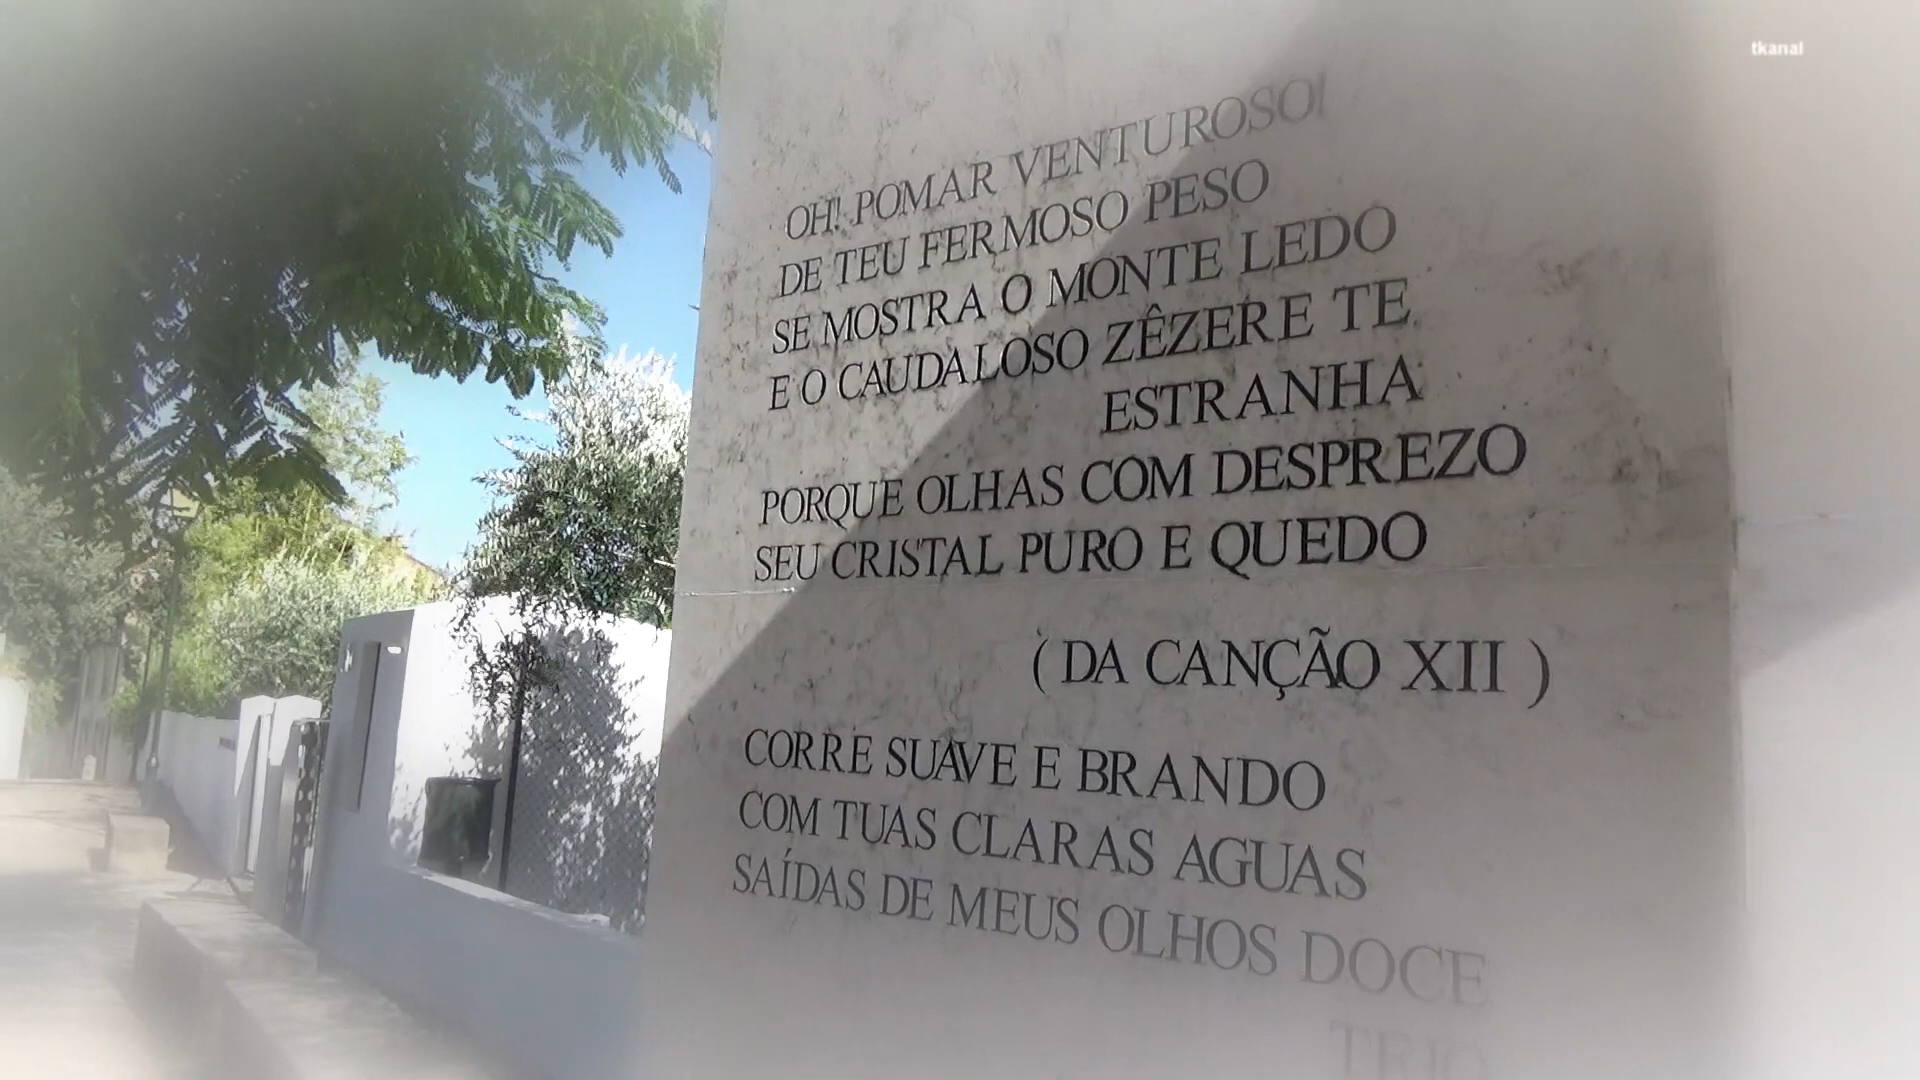 tkanal
OH! POMAR VENTUROSO!
DE TEU FERMOSO PESO
SE MOSTRA O MONTE LEDO
E O CAUDALOSO ZÊZERE TE
ESTRANHA
PORQUE OLHAS COM DESPREZO
SEU CRISTAL PURO E QUEDO
( DA CANÇÃO XII )
CORRE SUAVE E BRANDO
COM TUAS CLARAS AGUAS
SAÍDAS DE MEUS OLHOS DOCE
TEJO